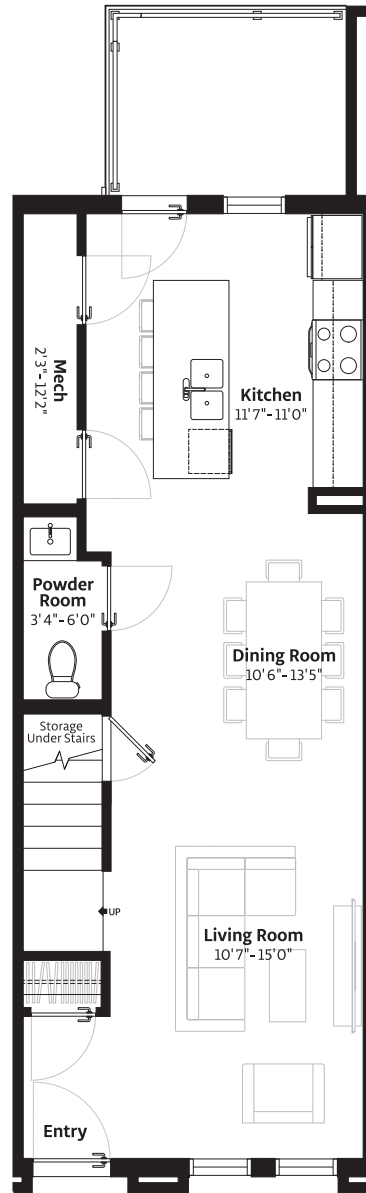 Mech
2'3"-12'2"
Kitchen
11'7"-11'0"
Powder
Room
3'4"-6'0"
Dining Room
10'6"-13'5"
Storage
Under Stairs
UP
Living Room
10'7"-15'0"
Entry